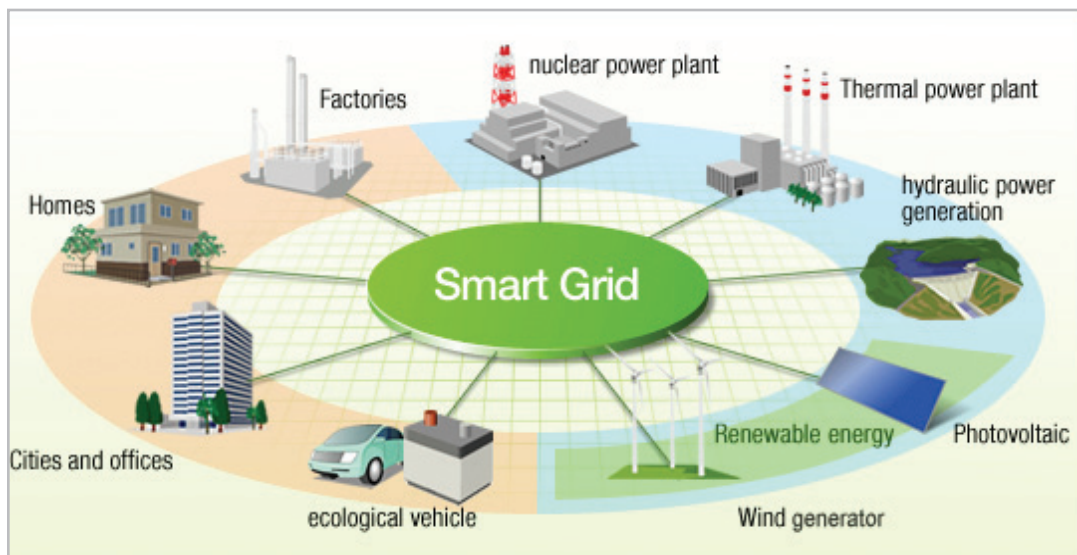 nuclear power plant
Factories
Thermal power plant
Homes
hydraulic power
generation
Smart Grid
Renewable energy
Photovoltaic
Cities and offices
ecological vehicle
Wind generator